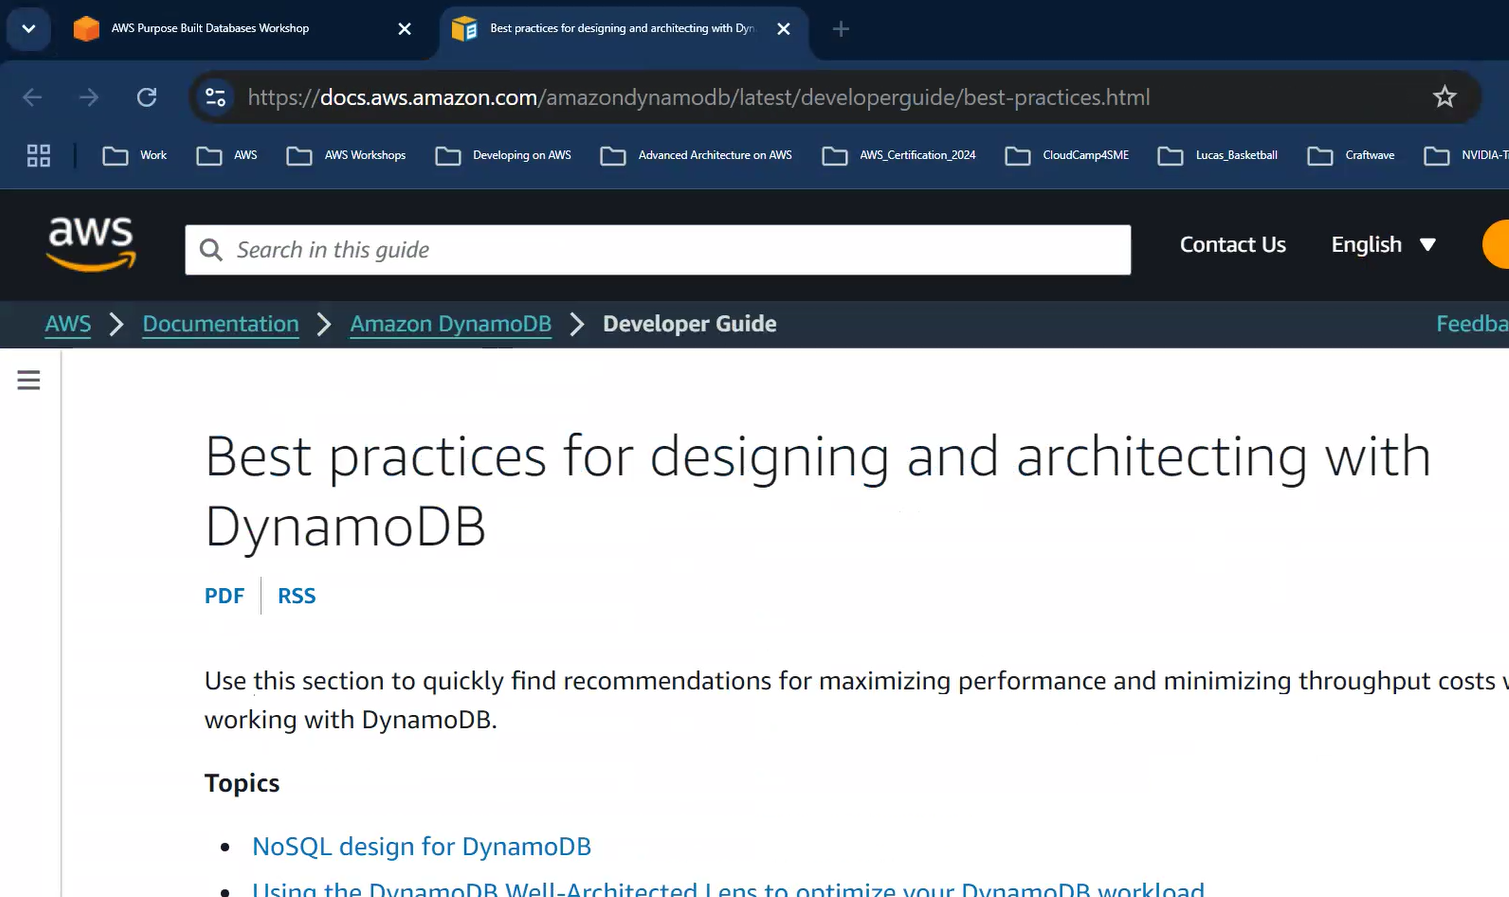 AWS Purpose Built Databases Workshop
Best practices for designing and architecting with Dyn
https://docs.aws.amazon.com/amazondynamodb/latest/developerguide/best-practices.html
Work AWS AWS Workshops Developing on AWS Advanced Architecture on AWS AWS_Certification_2024 CloudCamp4SME Lucas_Basketball Craftwave NVIDIA-T
aws Search in this guide Contact Us English
AWS Documentation Amazon DynamoDB Developer Guide Feedba
Best practices for designing and architecting with
DynamoDB
PDF RSS
Use this section to quickly find recommendations for maximizing performance and minimizing throughput costs
working with DynamoDB.
Topics
• NoSQL design for DynamoDB
• Using the DynamoDB Well-Architected Lens to optimize your DynamoDB workload